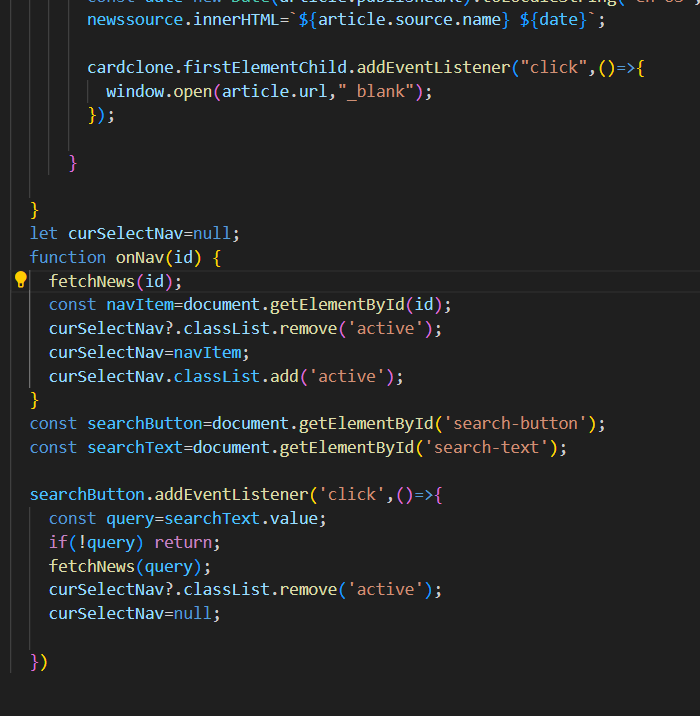 newssource.innerHTML=`${article.source.name} ${date}`;
cardclone.firstElementChild.addEventListener("click",()=>{
window.open(article.url,"_blank");
});
}
}
let curSelectNav=null;
function onNav(id) {
fetchNews(id);
const navItem=document.getElementById(id);
curSelectNav?.classList.remove('active');
curSelectNav=navItem;
curSelectNav.classList.add('active');
}
const searchButton=document.getElementById('search-button');
const searchText=document.getElementById('search-text');
searchButton.addEventListener('click',()=>{
const query=searchText.value;
if(!query) return;
fetchNews(query);
curSelectNav?.classList.remove('active');
curSelectNav=null;
})